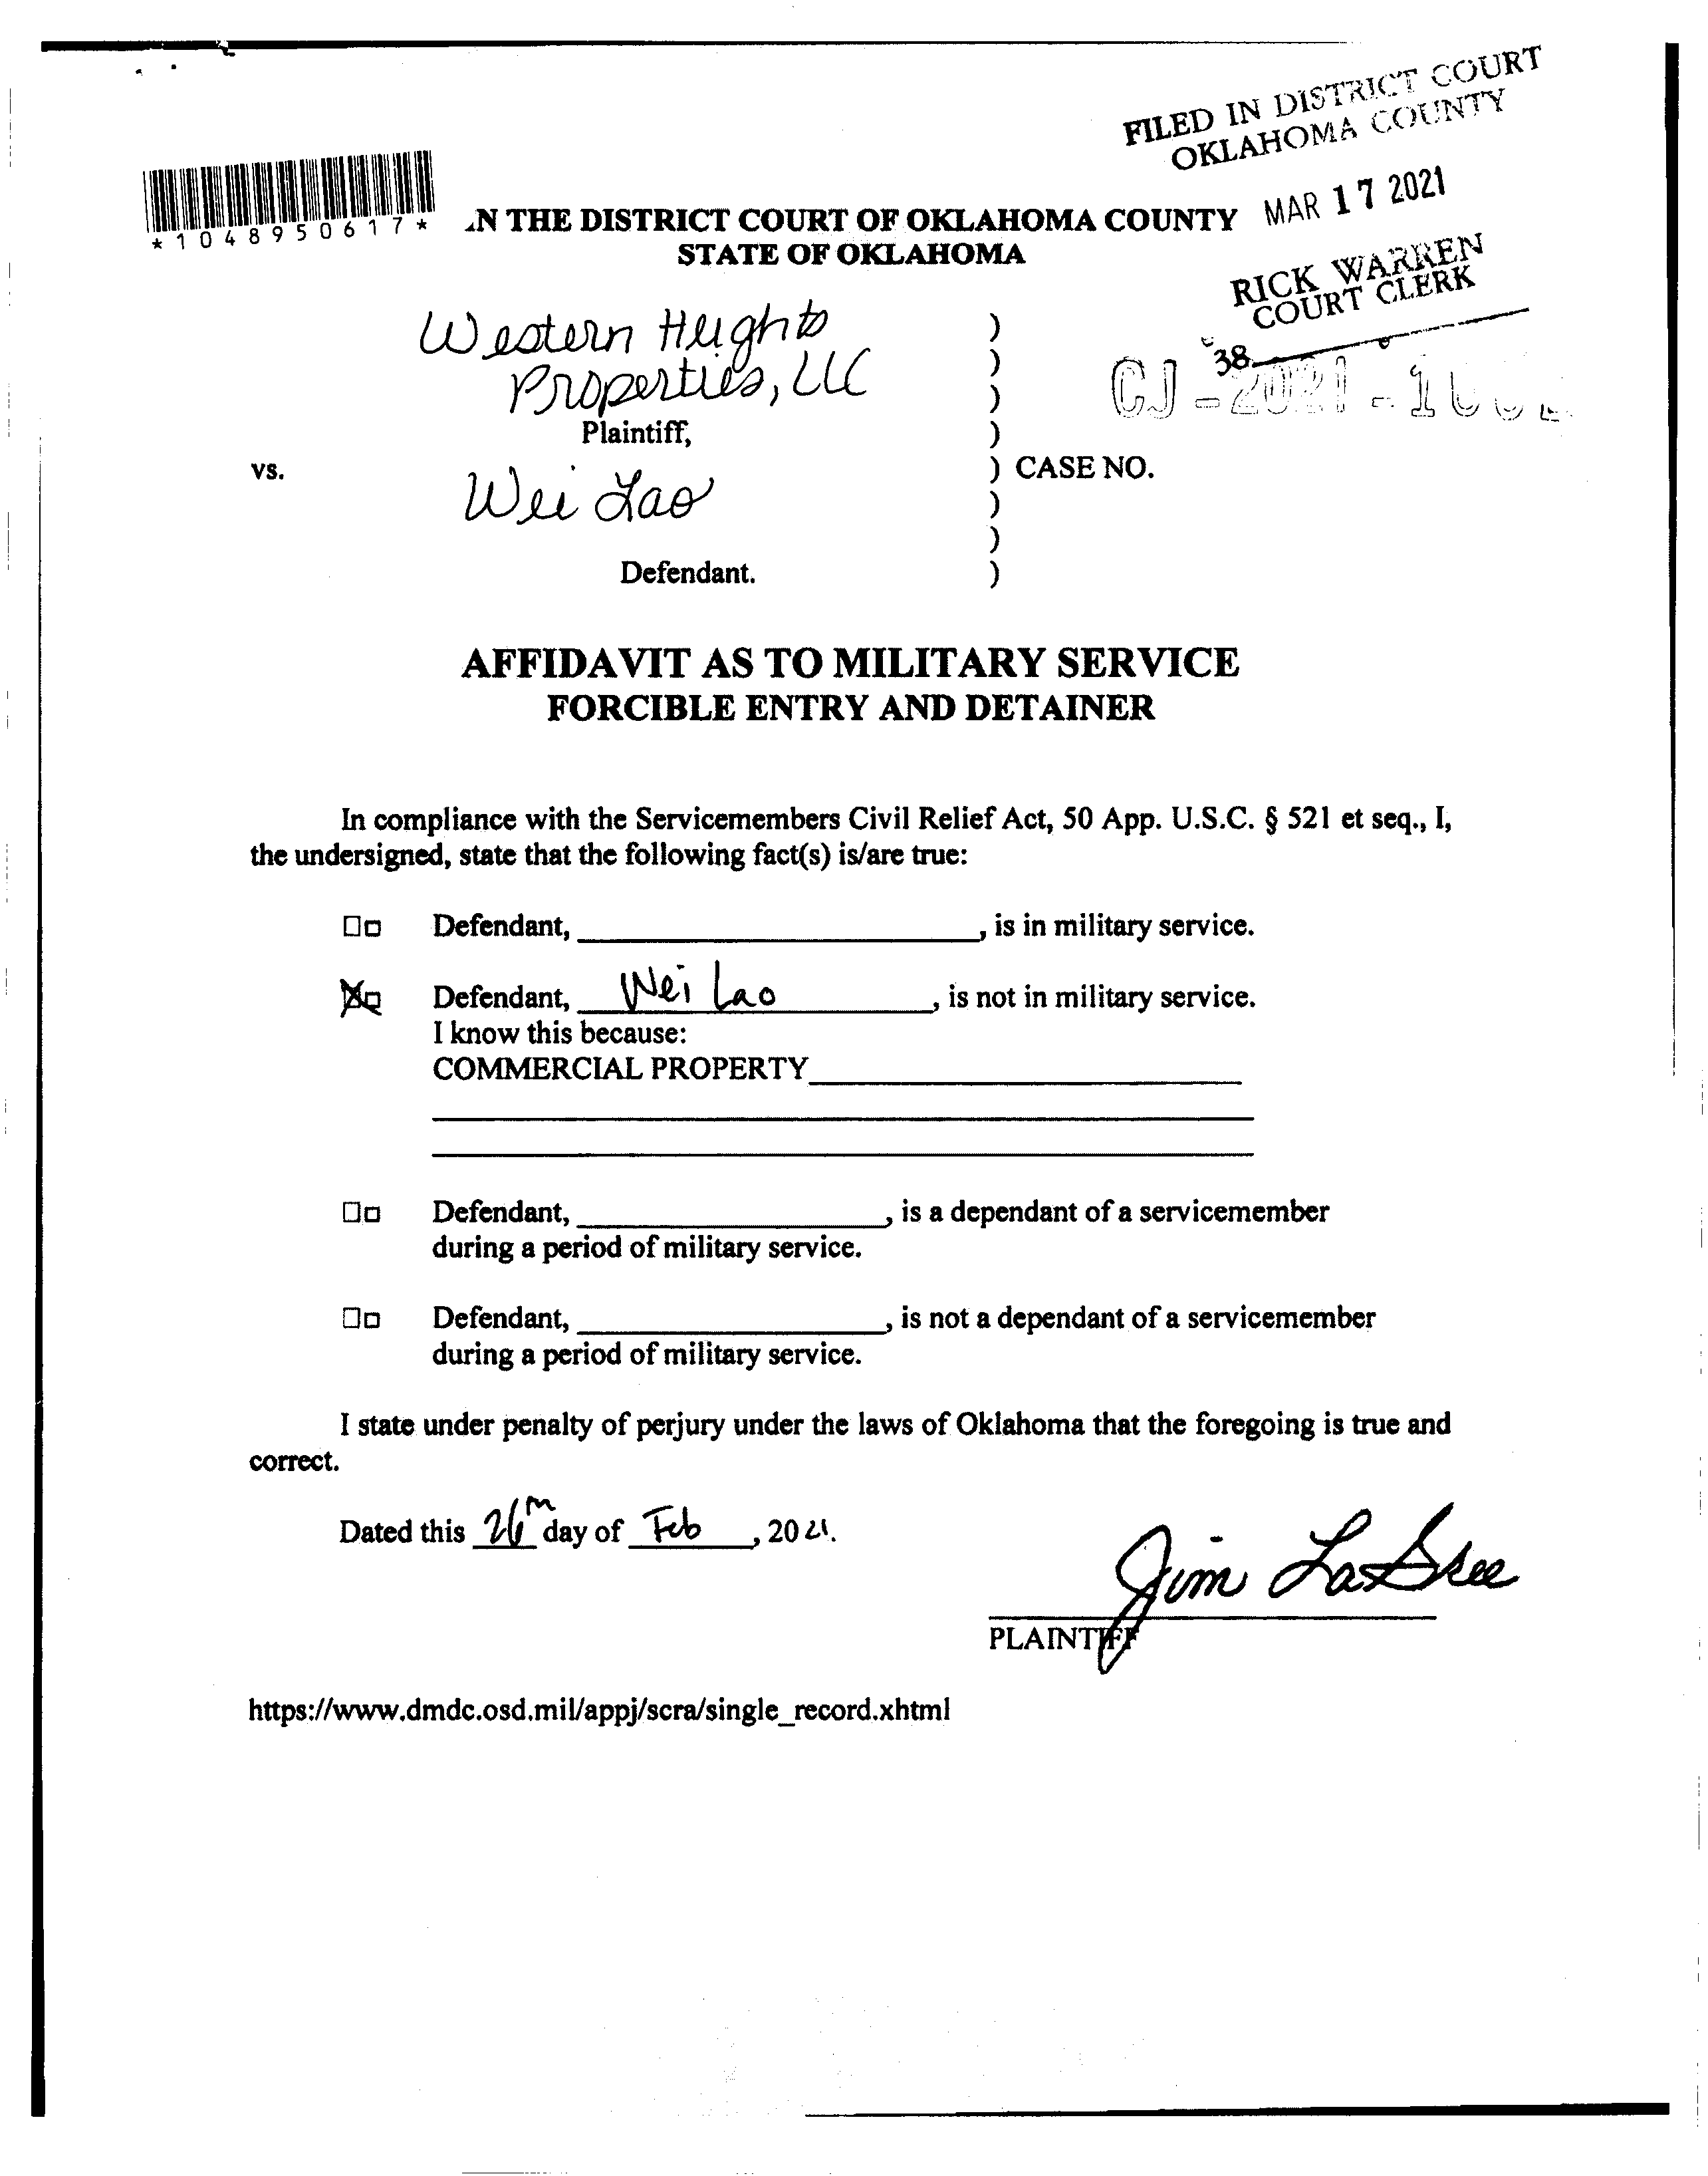 FILED IN DISTRICT COURT
OKLAHOMA COUNTY
MAR 17 2021
RICK WARREN
COURT CLERK
38
*1048950617*
N THE DISTRICT COURT OF OKLAHOMA COUNTY
STATE OF OKLAHOMA
Western Heights
Properties, LLC
Plaintiff,
CJ-2021-
vs.
) CASE NO.
Wei Lao
Defendant.
)
AFFIDAVIT AS TO MILITARY SERVICE
FORCIBLE ENTRY AND DETAINER
In compliance with the Servicemembers Civil Relief Act, 50 App. U.S.C. § 521 et seq., I,
the undersigned, state that the following fact(s) is/are true:
Defendant, , is in military service.
Defendant, Wei Lao, is not in military service.
I know this because:
COMMERCIAL PROPERTY
Defendant, , is a dependant of a servicemember
during a period of military service.
Defendant, , is not a dependant of a servicemember
during a period of military service.
I state under penalty of perjury under the laws of Oklahoma that the foregoing is true and
correct.
Dated this 26th day of Feb, 2021.
Jim
PLAINTIFF
https://www.dmdc.osd.mil/appj/scra/single_record.xhtml